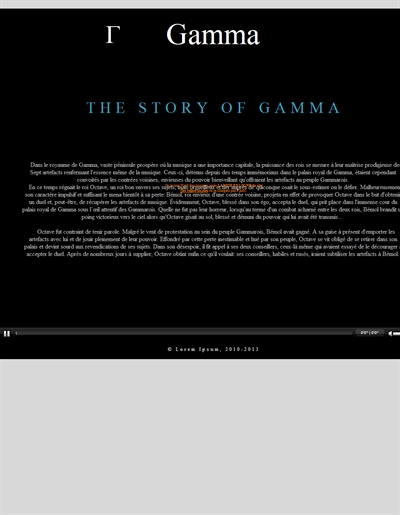 Γ Gamma
THE STORY OF GAMMA
Dans le royaume de Gamma, vaste péninsule prospère où la musique a une importance capitale, la puissance des rois se mesure à leur maîtrise prodigieuse de
Sept artefacts renfermant l'essence même de la musique. Ceux-ci, détenus depuis des temps immémoriaux dans le palais royal de Gamma, étaient cependant
convoités par les contrées voisines, envieuses du pouvoir bienveillant qu'offraient les artefacts au peuple Gammarois.
En ce temps régnait le roi Octave, un roi bon envers ses sujets, mais orgueilleux et des aigris de quiconque osait le sous-estimer ou le défier. Malheureusemen
son caractère impulsif et suffisant le mena bientôt à sa perte: Bémol, roi envieux d'une contrée voisine, projeta en effet de provoquer Octave dans le but d'obteni
un duel et, peut-être, de récupérer les artefacts de musique. Évidemment, Octave, blessé dans son égo, accepta le duel, qui prit place dans l'immense cour du
palais royal de Gamma sous l'œil attentif des Gammarois. Quelle ne fut pas leur horreur, lorsqu'au terme d'un combat acharné entre les deux rois, Bémol brandit u
poing victorieux vers le ciel alors qu'Octave gisait au sol, blessé et démuni du pouvoir qui lui avait été transmis...
Octave fut contraint de tenir parole. Malgré le vent de protestation au sein du peuple Gammarois, Bémol avait gagné. A sa guise à présent d'emporter les
artefacts avec lui et de jouir pleinement de leur pouvoir. Effondré par cette perte inestimable et hué par son peuple, Octave se vit obligé de se retirer dans son
palais et devint sourd aux revendications de ses sujets. Dans son désespoir, il fit appel à ses deux conseillers, ceux-là même qui avaient essayé de le décourager
accepter le duel. Après de nombreux jours à supplier, Octave obtint enfin ce qu'il voulait: ses conseillers, habiles et rusés, iraient subtiliser les artefacts à Bémol.
© Lorem Ipsum, 2010-2013